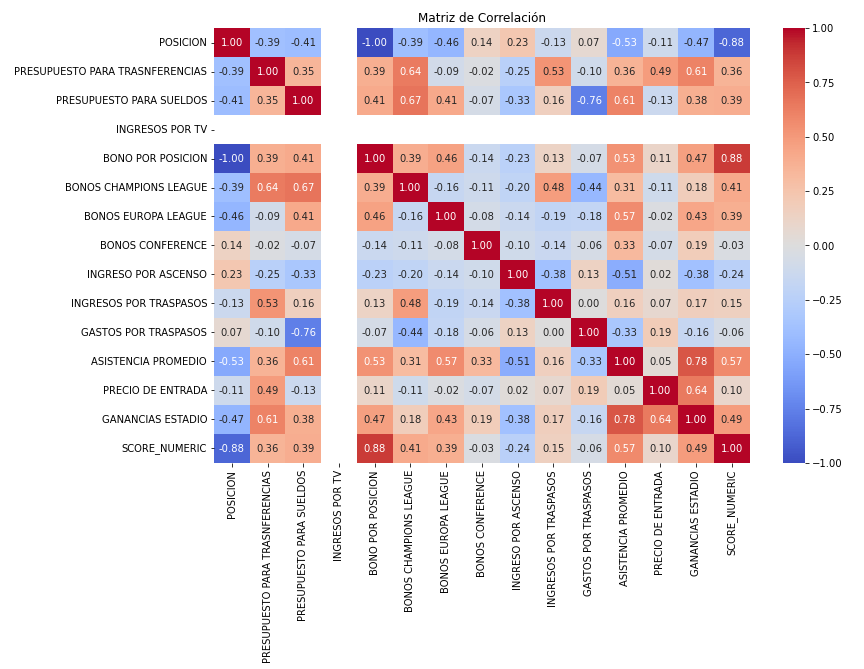 Matriz de Correlación
POSICION 1.00 -0.39 -0.41 -1.00 -0.39 -0.46 0.14 0.23 -0.13 0.07 -0.53 -0.11 -0.47 -0.88
PRESUPUESTO PARA TRASNFERENCIAS -0.39 1.00 0.35 0.39 0.64 -0.09 -0.02 -0.25 0.53 -0.10 0.36 0.49 0.61 0.36
PRESUPUESTO PARA SUELDOS -0.41 0.35 1.00 0.41 0.67 0.41 -0.07 -0.33 0.16 -0.76 0.61 -0.13 0.38 0.39
INGRESOS POR TV
BONO POR POSICION -1.00 0.39 0.41 1.00 0.39 0.46 -0.14 -0.23 0.13 -0.07 0.53 0.11 0.47 0.88
BONOS CHAMPIONS LEAGUE -0.39 0.64 0.67 0.39 1.00 -0.16 -0.11 -0.20 0.48 -0.44 0.31 -0.11 0.18 0.41
BONOS EUROPA LEAGUE -0.46 -0.09 0.41 0.46 -0.16 1.00 -0.08 -0.14 -0.19 -0.18 0.57 -0.02 0.43 0.39
BONOS CONFERENCE 0.14 -0.02 -0.07 -0.14 -0.11 -0.08 1.00 -0.10 -0.14 -0.06 0.33 -0.07 0.19 -0.03
INGRESO POR ASCENSO 0.23 -0.25 -0.33 -0.23 -0.20 -0.14 -0.10 1.00 -0.38 0.13 -0.51 0.02 -0.38 -0.24
INGRESOS POR TRASPASOS -0.13 0.53 0.16 0.13 0.48 -0.19 -0.14 -0.38 1.00 0.00 0.16 0.07 0.17 0.15
GASTOS POR TRASPASOS 0.07 -0.10 -0.76 -0.07 -0.44 -0.18 -0.06 0.13 0.00 1.00 -0.33 0.19 -0.16 -0.06
ASISTENCIA PROMEDIO -0.53 0.36 0.61 0.53 0.31 0.57 0.33 -0.51 0.16 -0.33 1.00 0.05 0.78 0.57
PRECIO DE ENTRADA -0.11 0.49 -0.13 0.11 -0.11 -0.02 -0.07 0.02 0.07 0.19 0.05 1.00 0.64 0.10
GANANCIAS ESTADIO -0.47 0.61 0.38 0.47 0.18 0.43 0.19 -0.38 0.17 -0.16 0.78 0.64 1.00 0.49
SCORE_NUMERIC -0.88 0.36 0.39 0.88 0.41 0.39 -0.03 -0.24 0.15 -0.06 0.57 0.10 0.49 1.00
POSICION
PRESUPUESTO PARA TRASNFERENCIAS
PRESUPUESTO PARA SUELDOS
INGRESOS POR TV
BONO POR POSICION
BONOS CHAMPIONS LEAGUE
BONOS EUROPA LEAGUE
BONOS CONFERENCE
INGRESO POR ASCENSO
INGRESOS POR TRASPASOS
GASTOS POR TRASPASOS
ASISTENCIA PROMEDIO
PRECIO DE ENTRADA
GANANCIAS ESTADIO
SCORE_NUMERIC
1.00
0.75
0.50
0.25
0.00
−0.25
−0.50
−0.75
−1.00